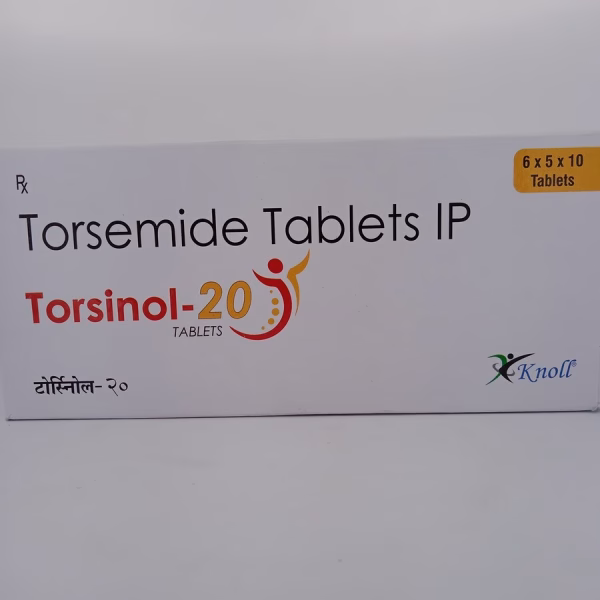 Rx
6 x 5 x 10
Tablets
Torsemide Tablets IP
Torsinol-20
TABLETS
टोर्स्निोल-२०
Knoll®